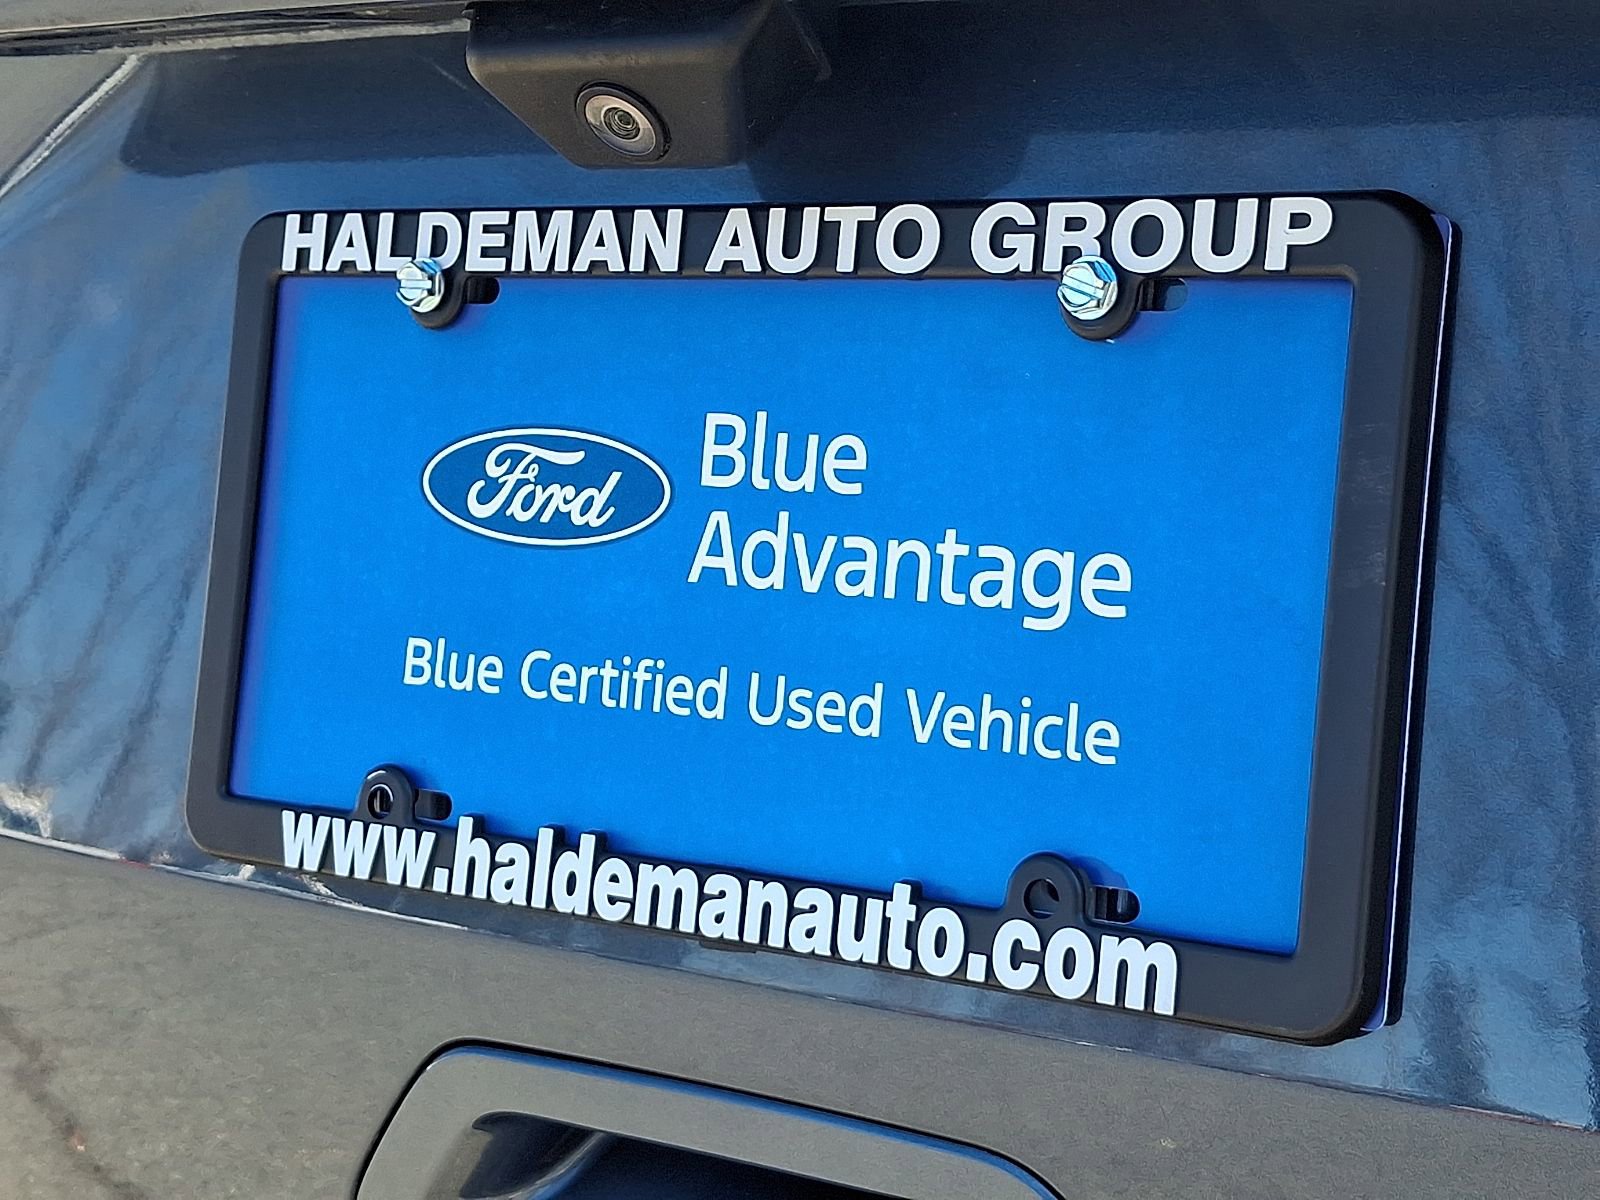 HALDEMAN AUTO GROUP
Ford
Blue
Advantage
Blue Certified Used Vehicle
www.haldemanauto.com